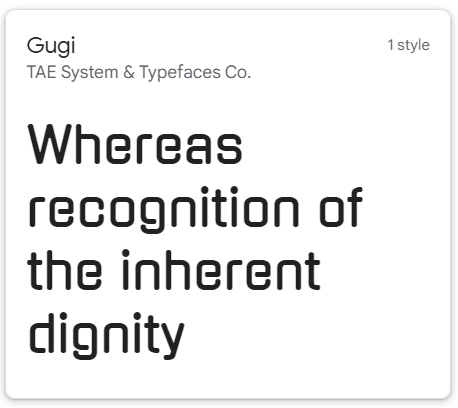 Gugi
1 style
TAE System & Typefaces Co.
Whereas
recognition of
the inherent
dignity